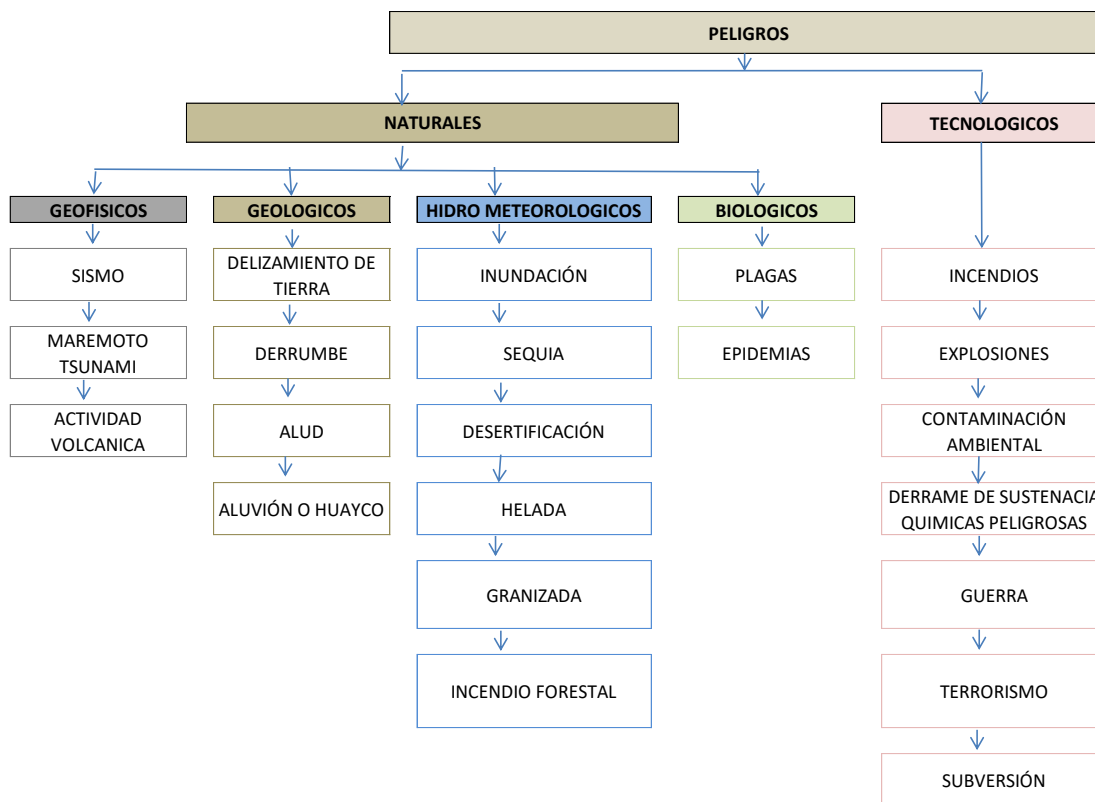 PELIGROS
NATURALES
TECNOLOGICOS
GEOFISICOS
GEOLOGICOS
HIDRO METEOROLOGICOS
BIOLOGICOS
SISMO
DELIZAMIENTO DE
TIERRA
INUNDACIÓN
PLAGAS
INCENDIOS
MAREMOTO
TSUNAMI
DERRUMBE
SEQUIA
EPIDEMIAS
EXPLOSIONES
ACTIVIDAD
VOLCANICA
ALUD
DESERTIFICACIÓN
CONTAMINACIÓN
AMBIENTAL
ALUVIÓN O HUAYCO
HELADA
DERRAME DE SUSTENACIA
QUIMICAS PELIGROSAS
GRANIZADA
GUERRA
INCENDIO FORESTAL
TERRORISMO
SUBVERSIÓN